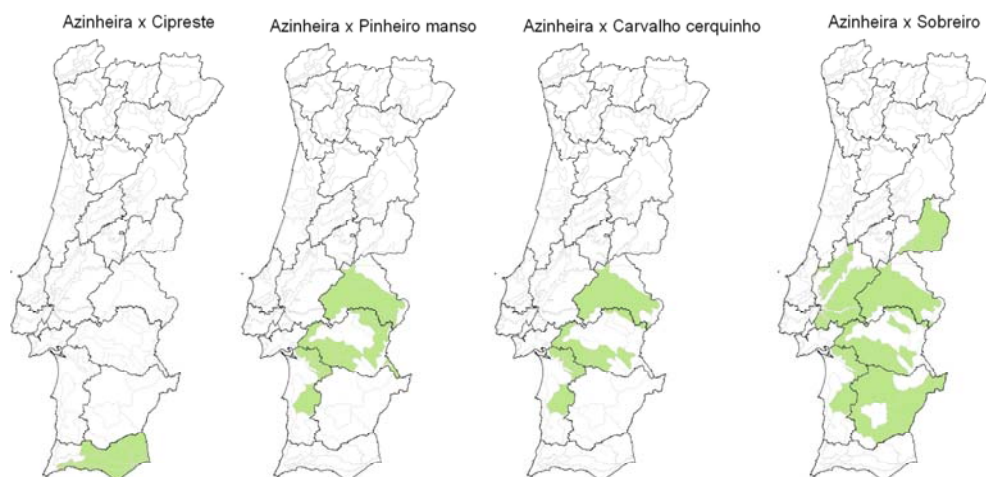 Azinheira x Cipreste
Azinheira x Pinheiro manso
Azinheira x Carvalho cerquinho
Azinheira x Sobreiro